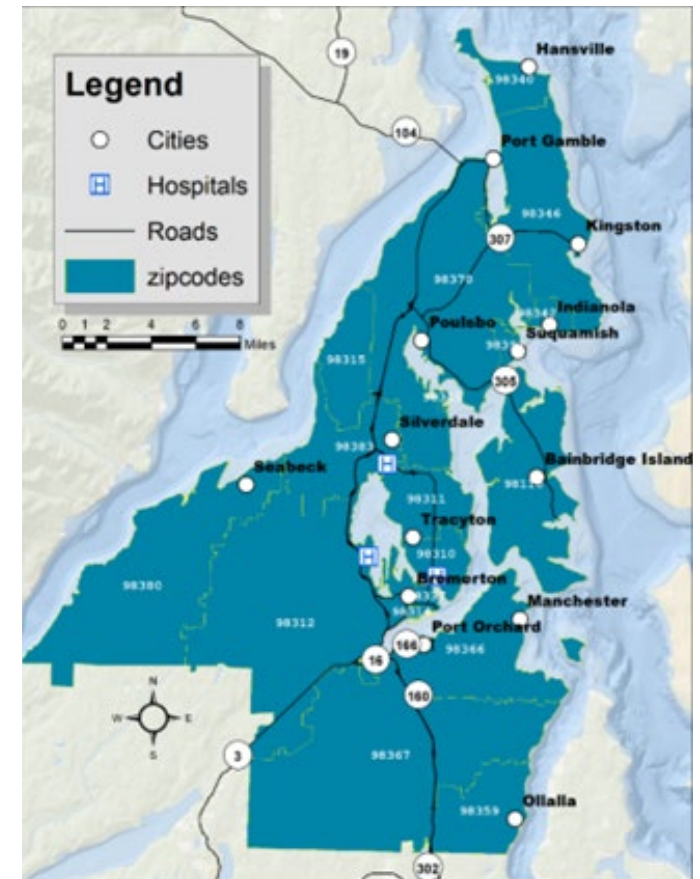 Legend
Cities
Hospitals
Roads
zipcodes
0 1 2 4 6 8
Miles
19
104
Hansville
98340
Port Gamble
98346
307
Kingston
98370
Indianola
98342
Poulsbo
Suquamish
305
98315
Silverdale
98383
H
Seabeck
Bainbridge Island
98311
Tracyton
98310
H
H
Bremerton
98380
98312
Manchester
Port Orchard
166
98366
16
160
N
W
E
S
3
98367
98359
Ollalla
302